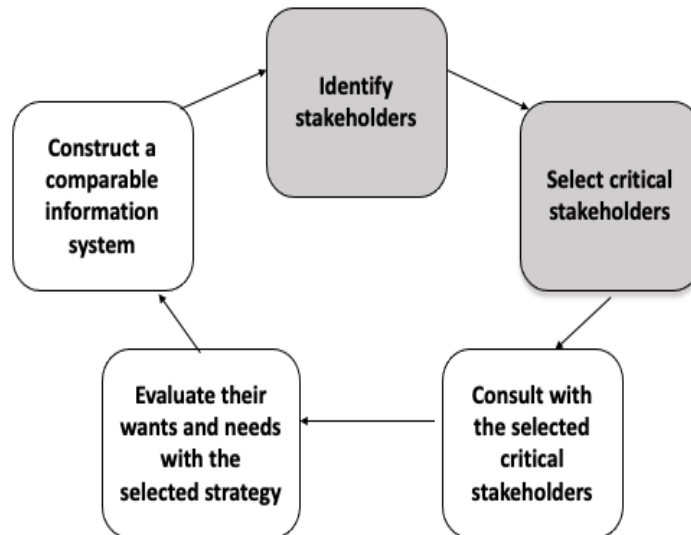 Identify
stakeholders
Select critical
stakeholders
Consult with
the selected
critical
stakeholders
Evaluate their
wants and needs
with the
selected strategy
Construct a
comparable
information
system